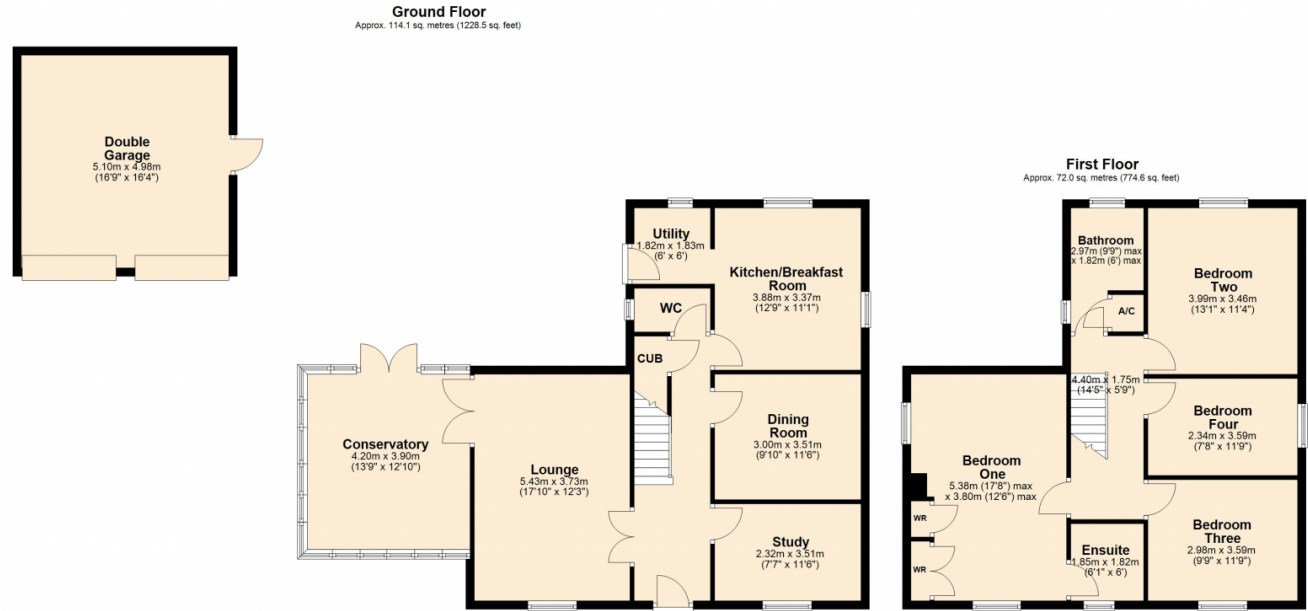 Ground Floor
Approx. 114.1 sq. metres (1228.5 sq. feet)
Double
Garage
5.10m x 4.98m
(16'9" x 16'4")
Utility
1.82m x 1.83m
(6' x 6')
Kitchen/Breakfast
Room
3.88m x 3.37m
(12'9" x 11'1")
WC
CUB
Conservatory
4.20m x 3.90m
(13'9" x 12'10")
Lounge
5.43m x 3.73m
(17'10" x 12'3")
Dining
Room
3.00m x 3.51m
(9'10" x 11'6")
Study
2.32m x 3.51m
(7'7" x 11'6")
First Floor
Approx. 72.0 sq. metres (774.6 sq. feet)
Bathroom
2.97m (9'9") max
x 1.82m (6') max
A/C
Bedroom
Two
3.99m x 3.46m
(13'1" x 11'4")
4.40m x 1.75m
(14'5" x 5'9")
Bedroom
Four
2.34m x 3.59m
(7'8" x 11'9")
Bedroom
One
5.38m (17'8") max
x 3.80m (12'6") max
WR
WR
Ensuite
1.85m x 1.82m
(6'1" x 6')
Bedroom
Three
2.98m x 3.59m
(9'9" x 11'9")